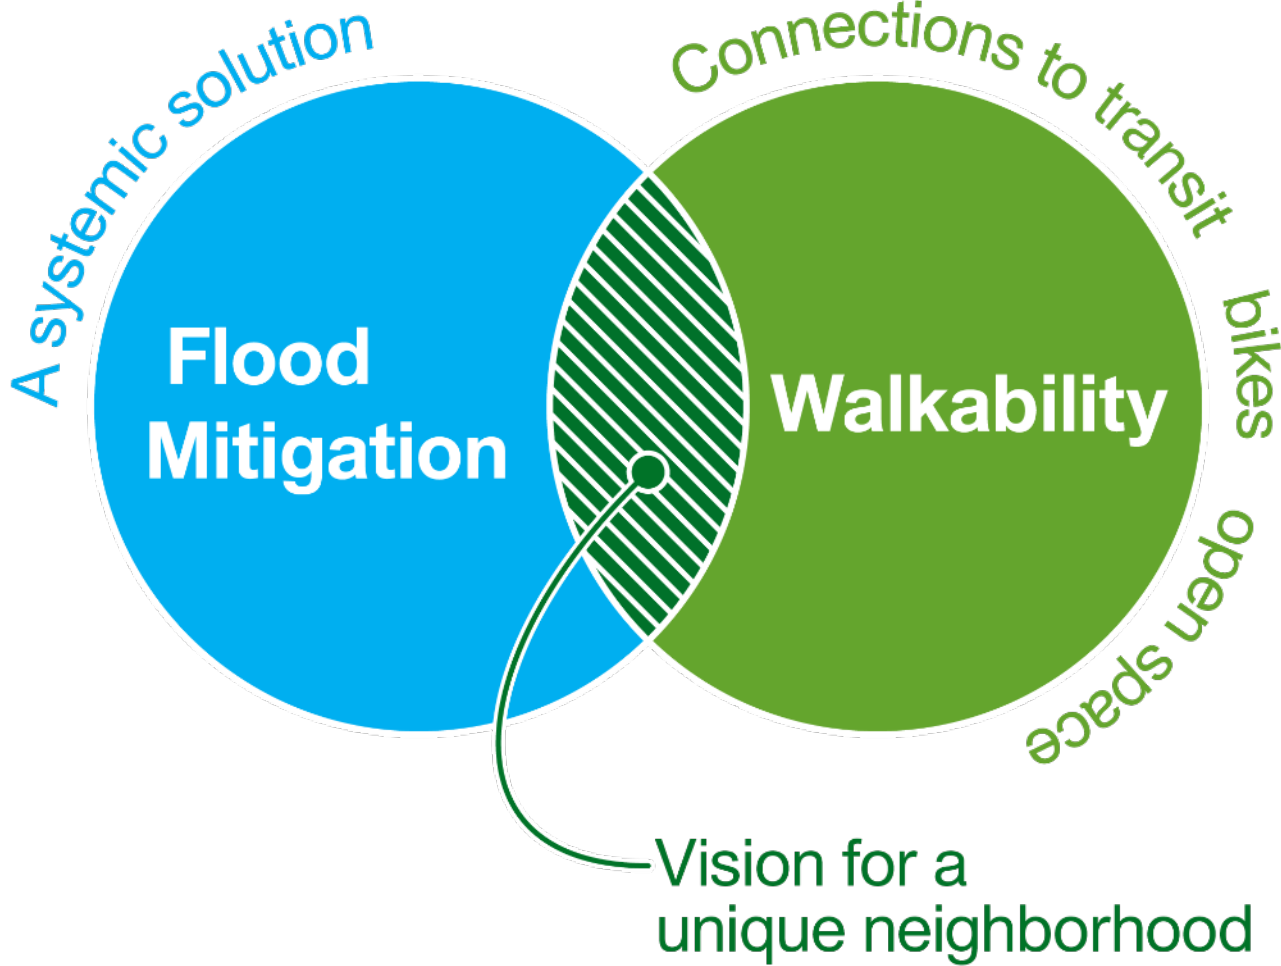 A systemic solution
Connections to transit
bikes
open space
Flood
Mitigation
Walkability
Vision for a
unique neighborhood